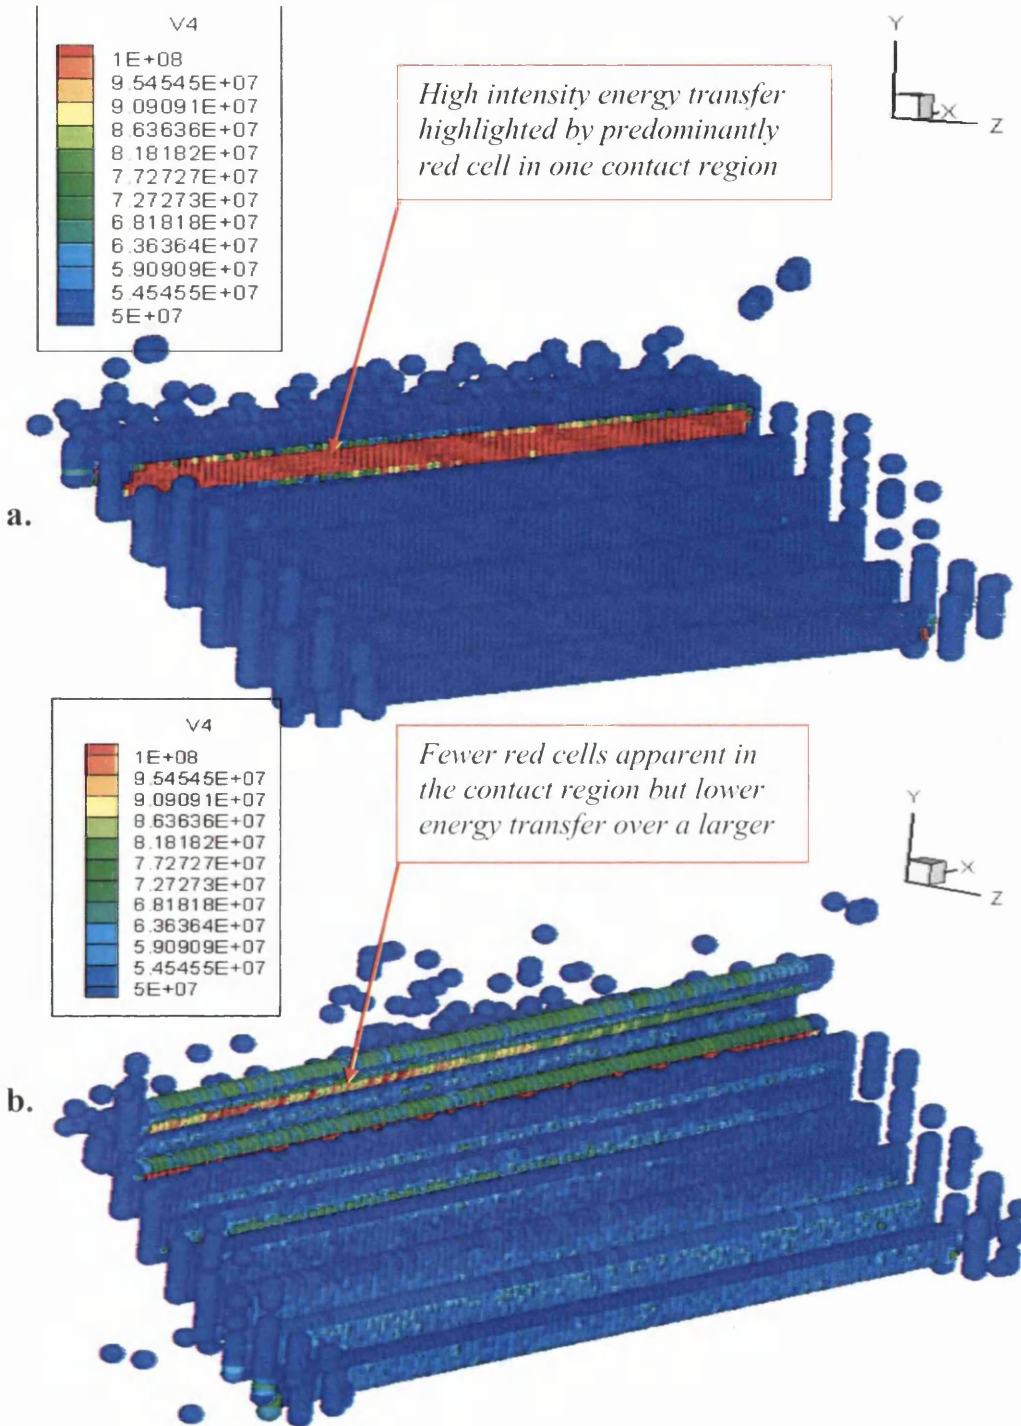 V4
1E+08
9.54545E+07
9.09091E+07
8.63636E+07
8.18182E+07
7.72727E+07
7.27273E+07
6.81818E+07
6.36364E+07
5.90909E+07
5.45455E+07
5E+07
High intensity energy transfer
highlighted by predominantly
red cell in one contact region
Y
X
Z
a.
V4
1E+08
9.54545E+07
9.09091E+07
8.63636E+07
8.18182E+07
7.72727E+07
7.27273E+07
6.81818E+07
6.36364E+07
5.90909E+07
5.45455E+07
5E+07
Fewer red cells apparent in
the contact region but lower
energy transfer over a larger
Y
X
Z
b.